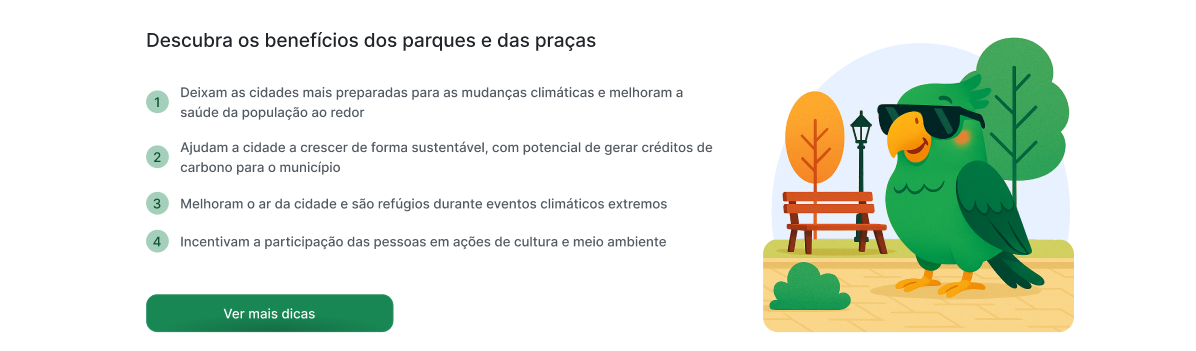 Descubra os benefícios dos parques e das praças
1
Deixam as cidades mais preparadas para as mudanças climáticas e melhoram a
saúde da população ao redor
2
Ajudam a cidade a crescer de forma sustentável, com potencial de gerar créditos de
carbono para o município
3
Melhoram o ar da cidade e são refúgios durante eventos climáticos extremos
4
Incentivam a participação das pessoas em ações de cultura e meio ambiente
Ver mais dicas